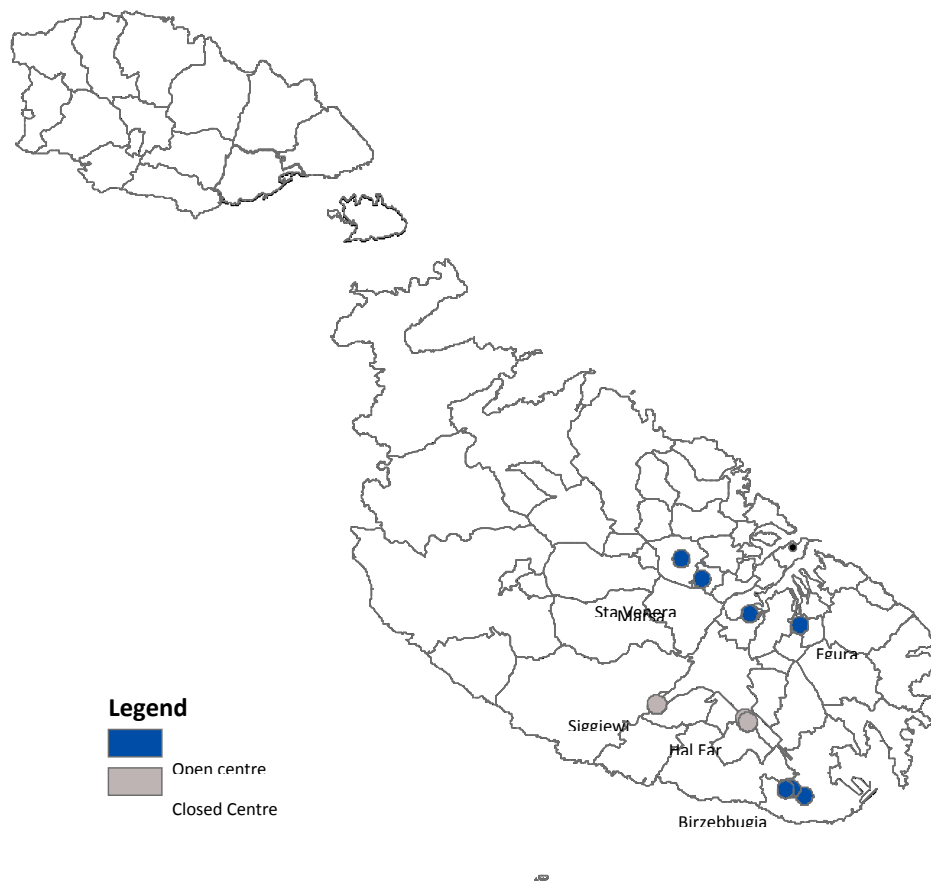 Sta Venera
Marsa
Fgura
Siggiewi
Hal Far
Birzebbugia
Legend
Open centre
Closed Centre